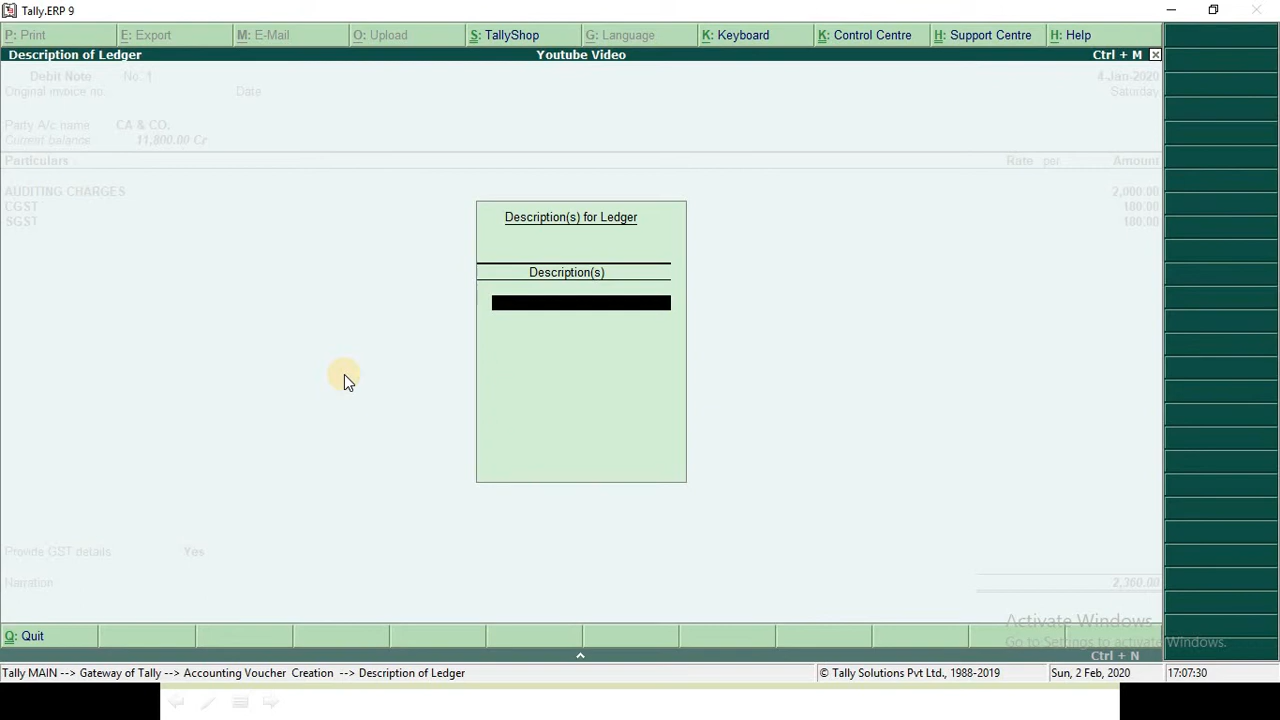 Tally.ERP 9
P: Print E: Export M: E-Mail O: Upload S: TallyShop G: Language K: Keyboard K: Control Centre H: Support Centre H: Help
Description of Ledger Youtube Video Ctrl + M
Debit Note No. 1 4-Jan-2020
Original invoice no. Date Saturday
Party A/c name CA & CO.
Current balance 11,800.00 Cr
Particulars Rate per Amount
AUDITING CHARGES 2,000.00
CGST 180.00
SGST 180.00
Description(s) for Ledger
Description(s)
Provide GST details Yes
Narration 2,360.00
Activate Windows
Go to Settings to activate Windows.
Q: Quit
Ctrl + N
Tally MAIN --> Gateway of Tally --> Accounting Voucher Creation --> Description of Ledger © Tally Solutions Pvt Ltd., 1988-2019 Sun, 2 Feb, 2020 17:07:30